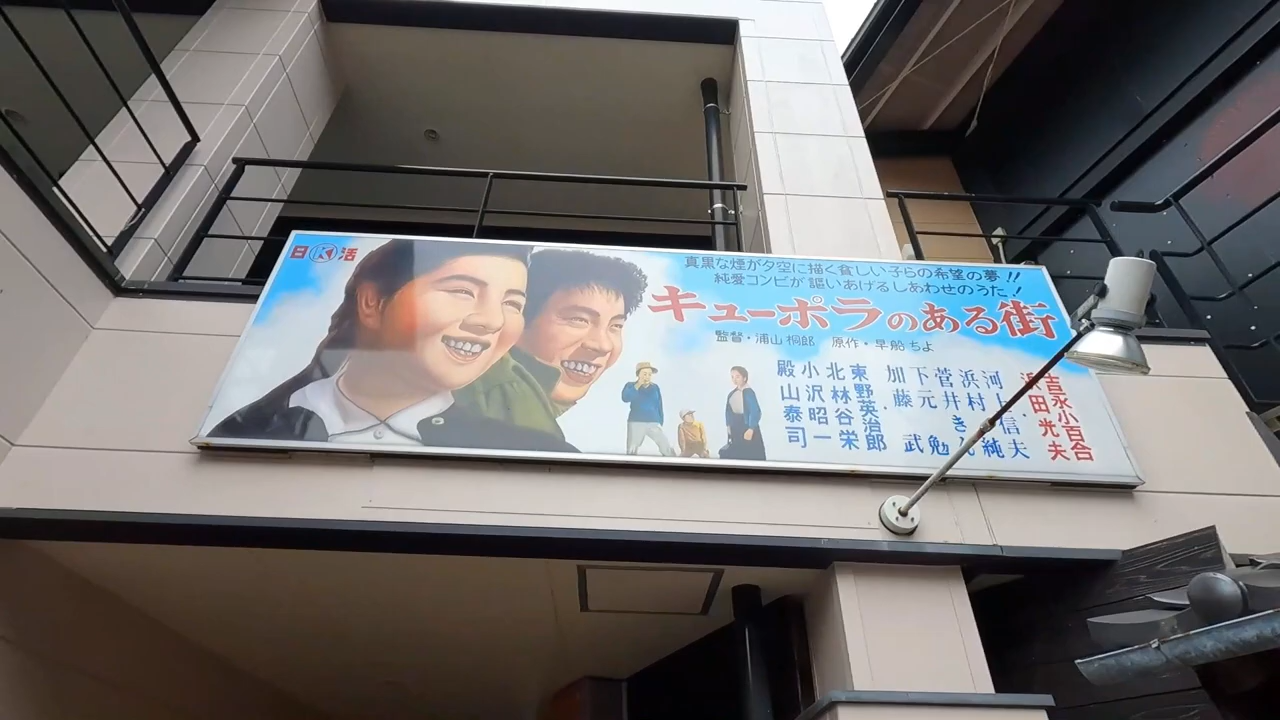 日Ⓚ活
真黒な煙が夕空に描く貧しい子らの希望の夢!!
純愛コンビが謳いあげるしあわせのうた!
キューポラのある街
監督・浦山桐郎 原作・早船ちよ
吉永小百合
浜田光夫
河上信夫
浜村純
菅井きん
下元勉
加藤武
東野英治郎
北林谷栄
小沢昭一
殿山泰司